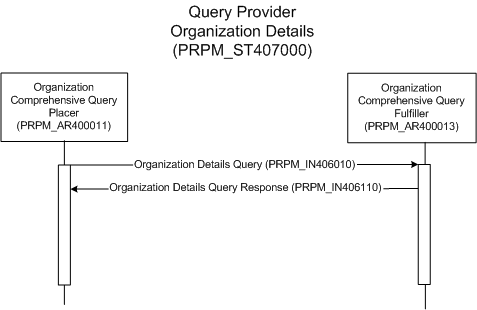 Query Provider
Organization Details
(PRPM_ST407000)
Organization
Comprehensive Query
Placer
(PRPM_AR400011)
Organization
Comprehensive Query
Fulfiller
(PRPM_AR400013)
Organization Details Query (PRPM_IN406010)
Organization Details Query Response (PRPM_IN406110)